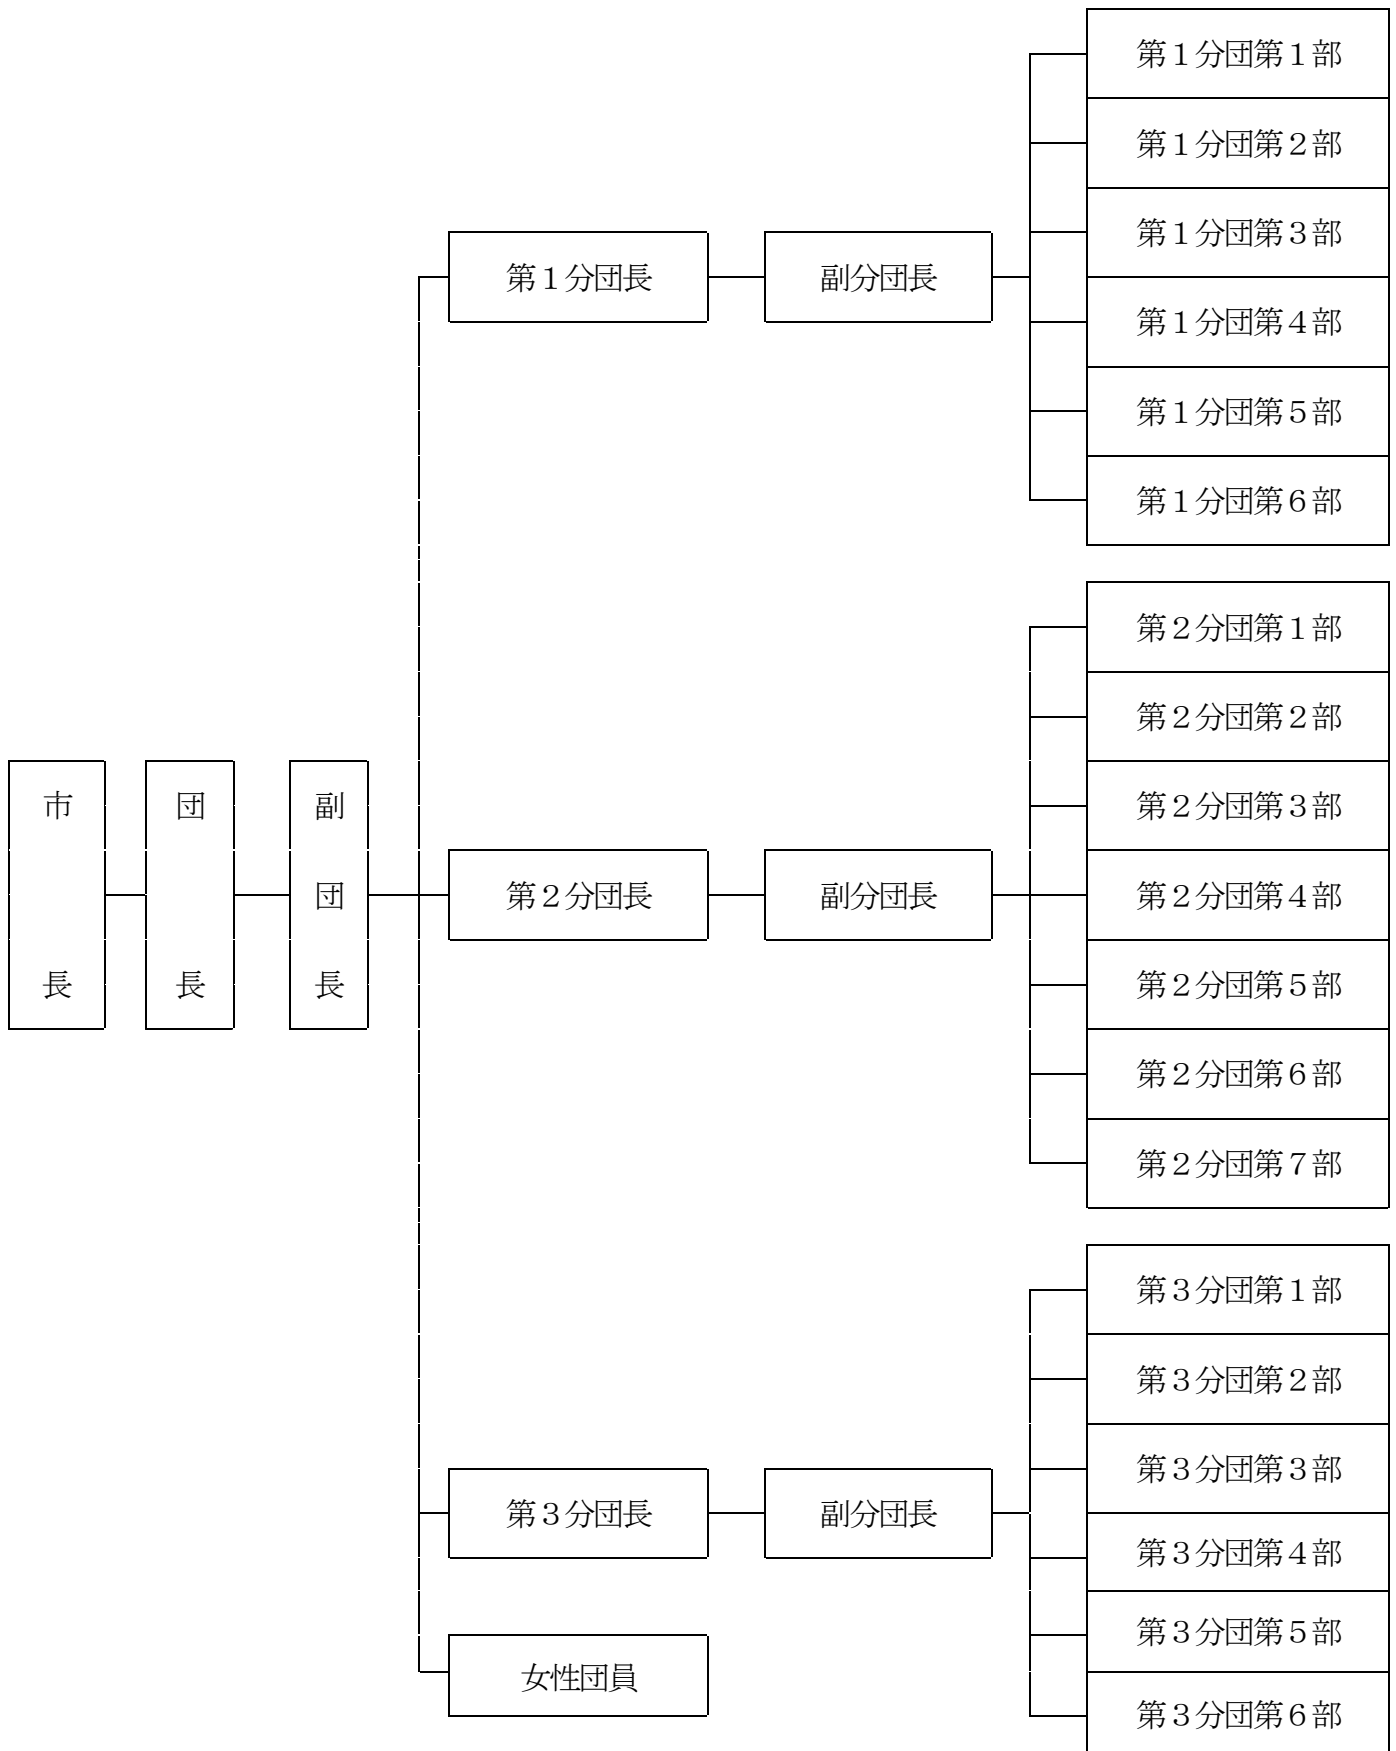 市長
団長
副団長
第１分団長
副分団長
第１分団第１部
第１分団第２部
第１分団第３部
第１分団第４部
第１分団第５部
第１分団第６部
第２分団長
副分団長
第２分団第１部
第２分団第２部
第２分団第３部
第２分団第４部
第２分団第５部
第２分団第６部
第２分団第７部
第３分団長
副分団長
第３分団第１部
第３分団第２部
第３分団第３部
第３分団第４部
第３分団第５部
第３分団第６部
女性団員